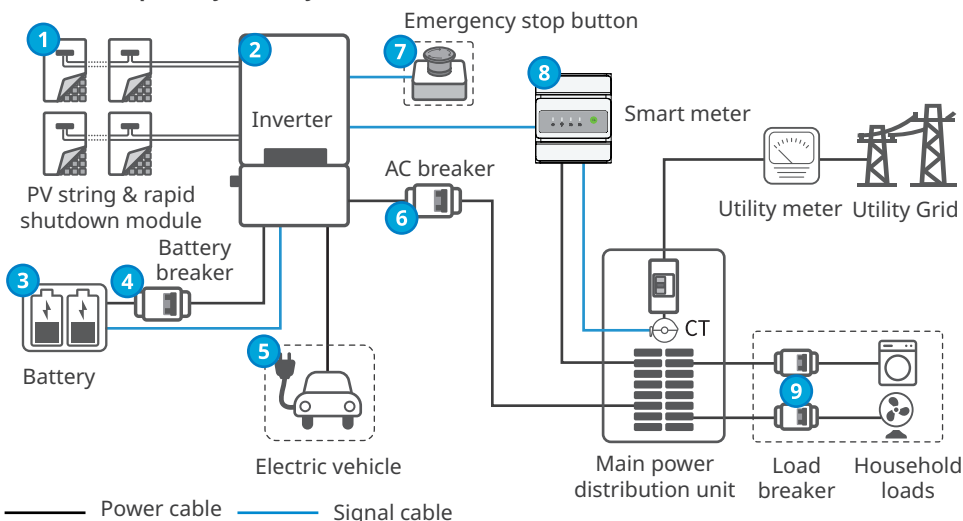 Emergency stop button
1
2
7
8
Inverter
Smart meter
AC breaker
PV string & rapid
shutdown module
6
Utility meter
Utility Grid
Battery
breaker
3
4
CT
5
9
Battery
Electric vehicle
Main power
distribution unit
Load
breaker
Household
loads
Power cable
Signal cable